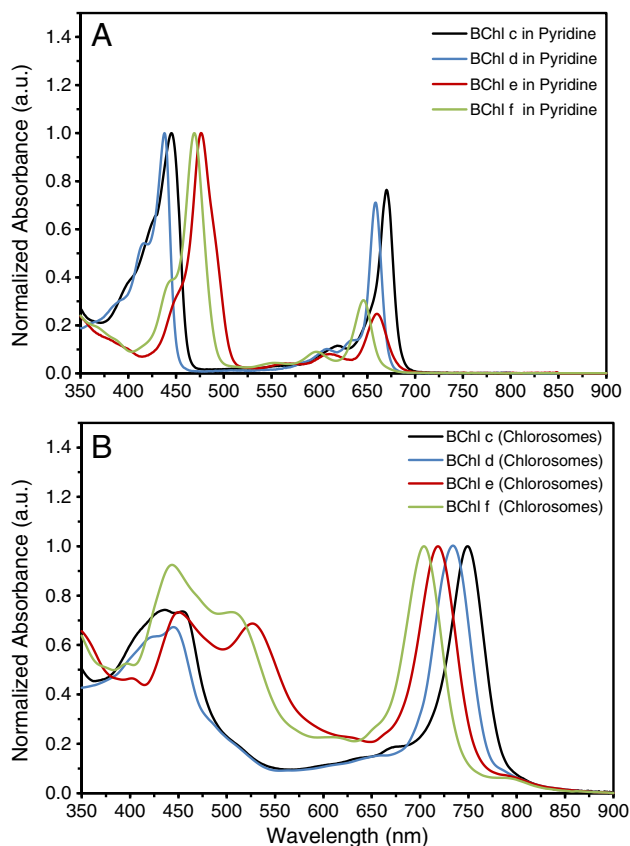 A
BChl c in Pyridine
BChl d in Pyridine
BChl e in Pyridine
BChl f in Pyridine
Normalized Absorbance (a.u.)
1.4
1.2
1.0
0.8
0.6
0.4
0.2
0.0
350 400 450 500 550 600 650 700 750 800 850 900
B
BChl c (Chlorosomes)
BChl d (Chlorosomes)
BChl e (Chlorosomes)
BChl f (Chlorosomes)
Normalized Absorbance (a.u.)
1.4
1.2
1.0
0.8
0.6
0.4
0.2
0.0
350 400 450 500 550 600 650 700 750 800 850 900
Wavelength (nm)